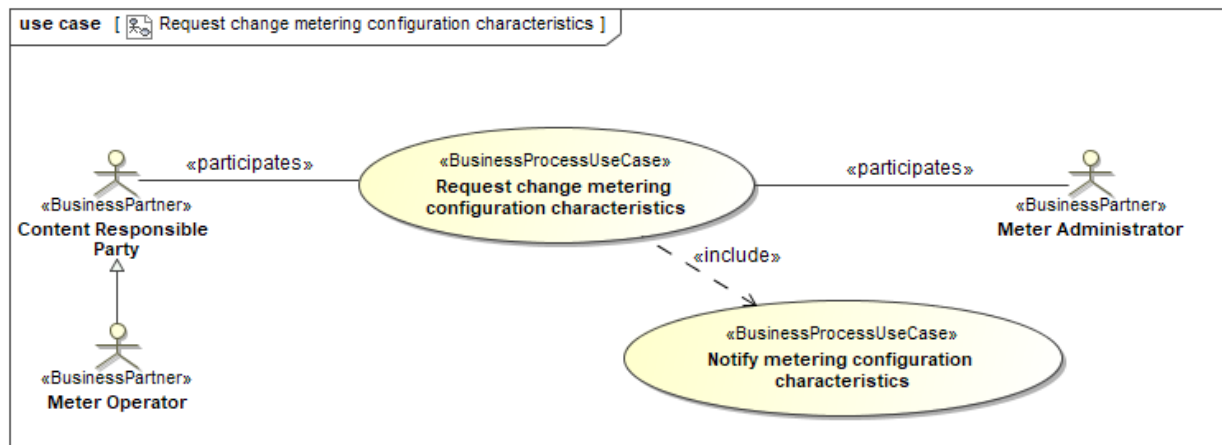 use case [ Request change metering configuration characteristics ]
«participates»
«BusinessProcessUseCase»
Request change metering
configuration characteristics
«participates»
«BusinessPartner»
Content Responsible
Party
«BusinessPartner»
Meter Administrator
«include»
«BusinessProcessUseCase»
Notify metering configuration
characteristics
«BusinessPartner»
Meter Operator